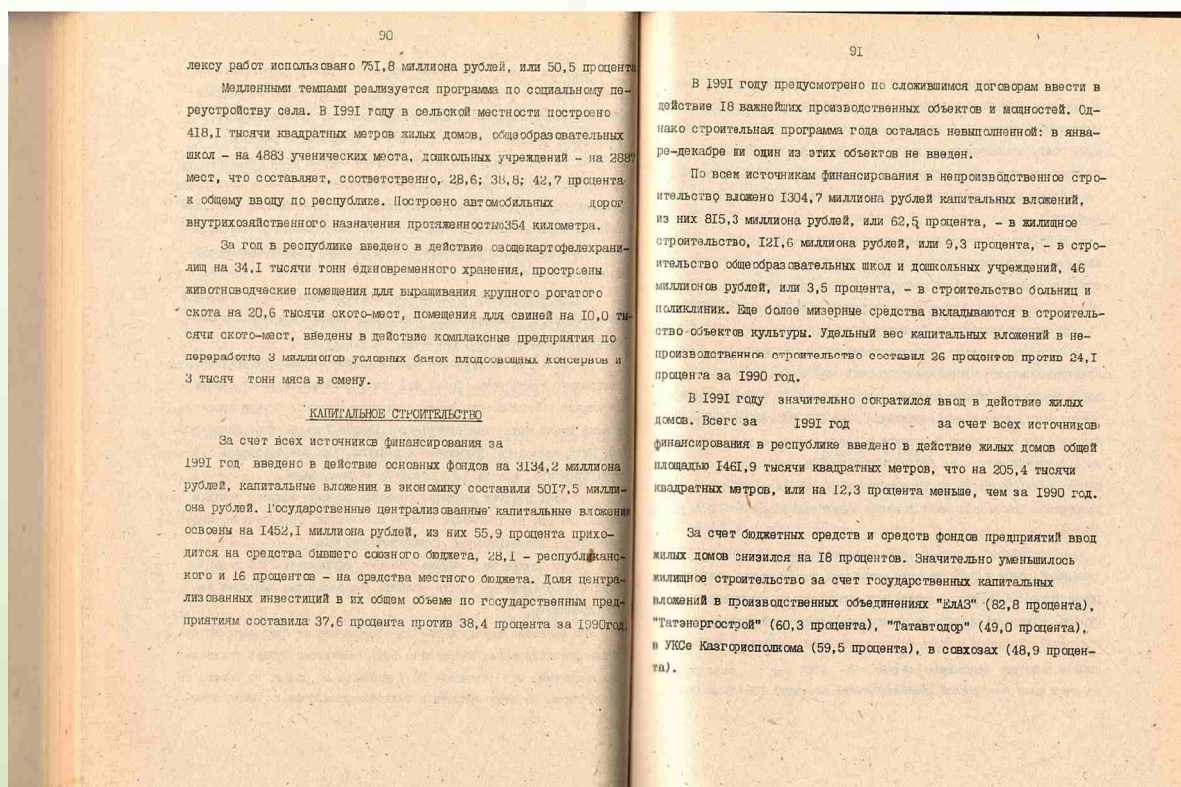 90
лексу работ использовано 751,8 миллиона рублей, или 50,5 процента
Медленными темпами реализуется программа по социальному пе-
реустройству села. В 1991 году в сельской местности построено
418,1 тысячи квадратных метров жилых домов, общеобразовательных
школ - на 4883 ученических места, дошкольных учреждений - на 2887
мест, что составляет, соответственно, 28,6; 38,8; 42,7 процента
к общему вводу по республике. Построено автомобильных дорог
внутрихозяйственного назначения протяженностью354 километра.
За год в республике введено в действие овощекартофелехрани-
лищ на 34,1 тысячи тонн единовременного хранения, простроены
животноводческие помещения для выращивания крупного рогатого
скота на 20,6 тысячи ското-мест, помещения для свиней на 10,0 ты-
сячи ското-мест, введены в действие комплексные предприятия по
переработке 3 миллионов условных банок плодоовощных консервов и
3 тысяч тонн мяса в смену.
КАПИТАЛЬНОЕ СТРОИТЕЛЬСТВО
За счет всех источников финансирования за
1991 год введено в действие основных фондов на 3134,2 миллиона
рублей, капитальные вложения в экономику составили 5017,5 милли-
она рублей. Государственные централизованные капитальные вложения
освоены на 1452,1 миллиона рублей, из них 55,9 процента прихо-
дится на средства бывшего союзного бюджета, 28,1 - республиканс-
кого и 16 процентов - на средства местного бюджета. Доля центра-
лизованных инвестиций в их общем объеме по государственным пред-
приятиям составила 37,6 процента против 38,4 процента за 1990год.
91
В 1991 году предусмотрено по сложившимся договорам ввести в
действие 18 важнейших производственных объектов и мощностей. Од-
нако строительная программа года осталась невыполненной: в янва-
ре-декабре ни один из этих объектов не введен.
По всем источникам финансирования в непроизводственное стро-
ительство вложено 1304,7 миллиона рублей капитальных вложений,
из них 815,3 миллиона рублей, или 62,5 процента, - в жилищное
строительство, 121,6 миллиона рублей, или 9,3 процента, - в стро-
ительство общеобразовательных школ и дошкольных учреждений, 46
миллионов рублей, или 3,5 процента, - в строительство больниц и
поликлиник. Еще более мизерные средства вкладываются в строитель-
ство объектов культуры. Удельный вес капитальных вложений в не-
производственное строительство составил 26 процентов против 24,1
процента за 1990 год.
В 1991 году значительно сократился ввод в действие жилых
домов. Всего за 1991 год за счет всех источников
финансирования в республике введено в действие жилых домов общей
площадью 1461,9 тысячи квадратных метров, что на 205,4 тысячи
квадратных метров, или на 12,3 процента меньше, чем за 1990 год.
За счет бюджетных средств и средств фондов предприятий ввод
жилых домов снизился на 18 процентов. Значительно уменьшилось
жилищное строительство за счет государственных капитальных
вложений в производственных объединениях "ЕлАЗ" (82,8 процента),
"Татэнергострой" (60,3 процента), "Татавтодор" (49,0 процента),
в УКСе Казгорисполкома (59,5 процента), в совхозах (48,9 процен-
та).